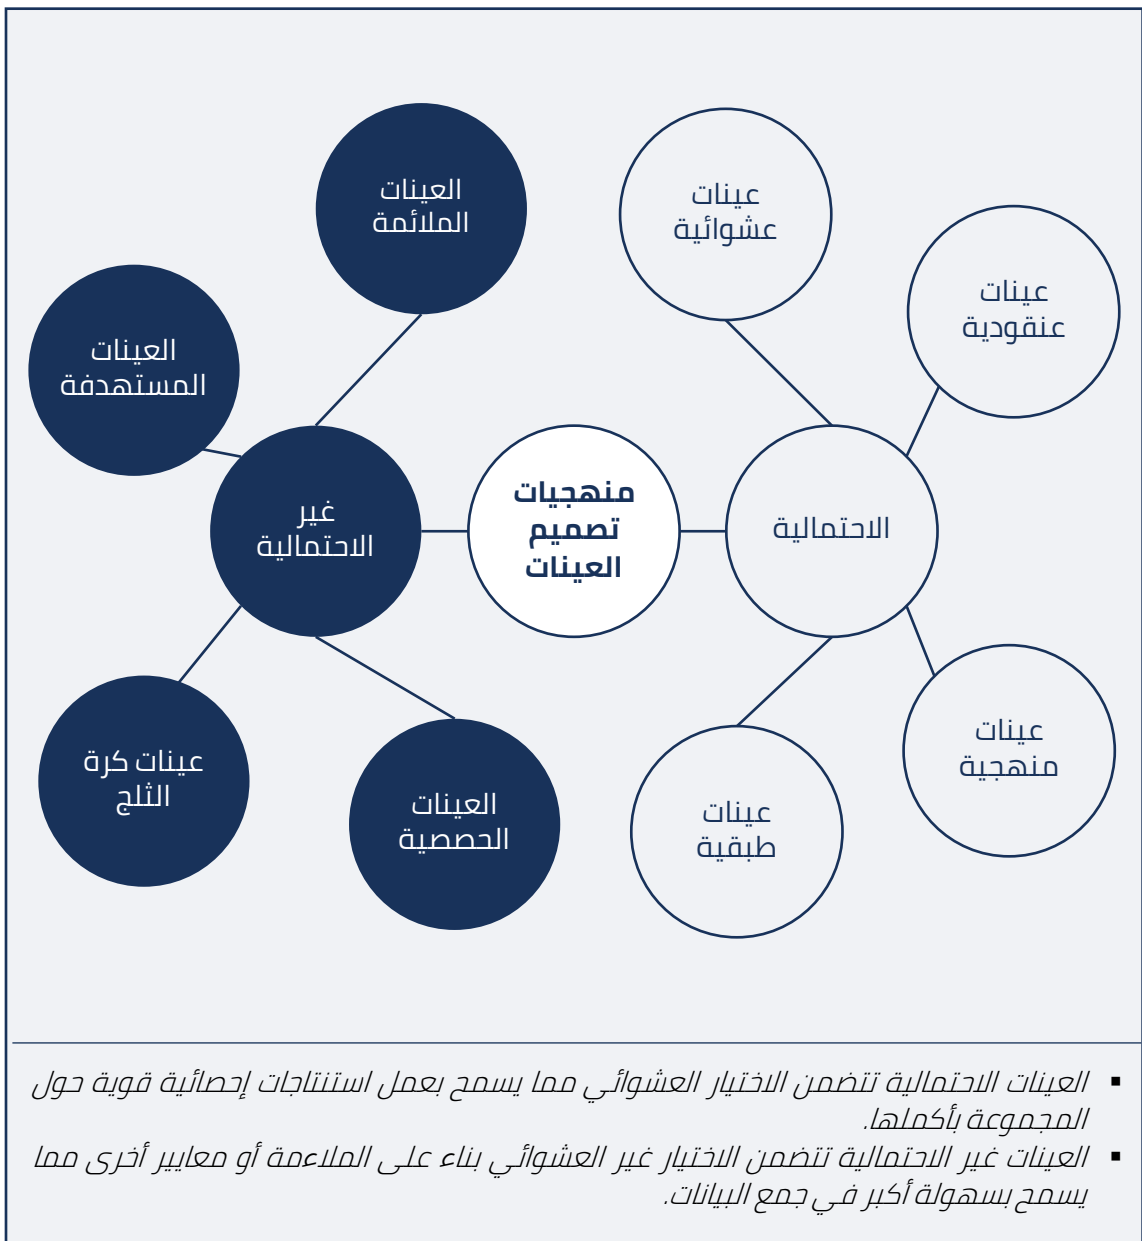 العينات
الملائمة
عينات
عشوائية
عينات
عنقودية
العينات
المستهدفة
منهجيات
تصميم
العينات
غير
الاحتمالية
الاحتمالية
عينات
منهجية
عينات كرة
الثلج
العينات
الحصصية
عينات
طبقية
▪ العينات الاحتمالية تتضمن الاختيار العشوائي مما يسمح بعمل استنتاجات إحصائية قوية حول
المجموعة بأكملها.
▪ العينات غير الاحتمالية تتضمن الاختيار غير العشوائي بناء على الملاءمة أو معايير أخرى مما
يسمح بسهولة أكبر في جمع البيانات.